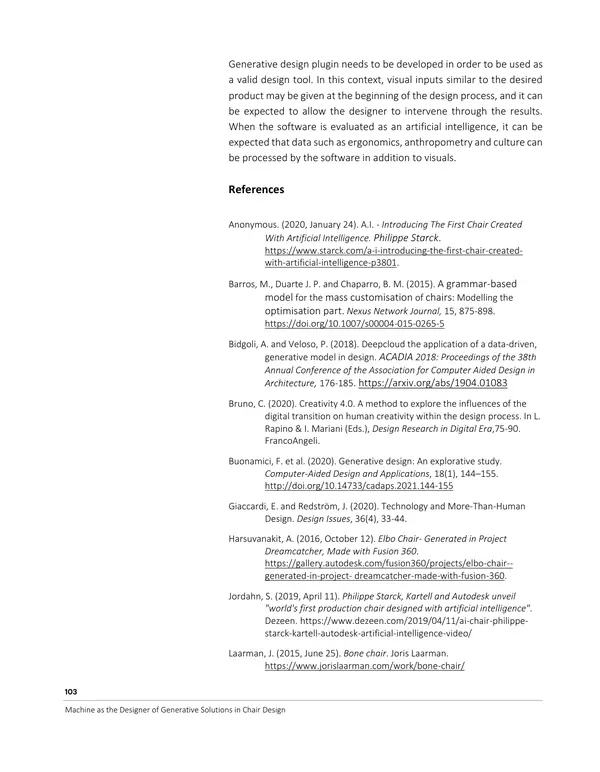 Generative design plugin needs to be developed in order to be used as
a valid design tool. In this context, visual inputs similar to the desired
product may be given at the beginning of the design process, and it can
be expected to allow the designer to intervene through the results.
When the software is evaluated as an artificial intelligence, it can be
expected that data such as ergonomics, anthropometry and culture can
be processed by the software in addition to visuals.
References
Anonymous. (2020, January 24). A.I. - Introducing The First Chair Created
With Artificial Intelligence. Philippe Starck.
https://www.starck.com/a-i-introducing-the-first-chair-created-
with-artificial-intelligence-p3801.
Barros, M., Duarte J. P. and Chaparro, B. M. (2015). A grammar-based
model for the mass customisation of chairs: Modelling the
optimisation part. Nexus Network Journal, 15, 875-898.
https://doi.org/10.1007/s00004-015-0265-5
Bidgoli, A. and Veloso, P. (2018). Deepcloud the application of a data-driven,
generative model in design. ACADIA 2018: Proceedings of the 38th
Annual Conference of the Association for Computer Aided Design in
Architecture, 176-185. https://arxiv.org/abs/1904.01083
Bruno, C. (2020). Creativity 4.0. A method to explore the influences of the
digital transition on human creativity within the design process. In L.
Rapino & I. Mariani (Eds.), Design Research in Digital Era,75-90.
FrancoAngeli.
Buonamici, F. et al. (2020). Generative design: An explorative study.
Computer-Aided Design and Applications, 18(1), 144–155.
http://doi.org/10.14733/cadaps.2021.144-155
Giaccardi, E. and Redström, J. (2020). Technology and More-Than-Human
Design. Design Issues, 36(4), 33-44.
Harsuvanakit, A. (2016, October 12). Elbo Chair- Generated in Project
Dreamcatcher, Made with Fusion 360.
https://gallery.autodesk.com/fusion360/projects/elbo-chair--
generated-in-project- dreamcatcher-made-with-fusion-360.
Jordahn, S. (2019, April 11). Philippe Starck, Kartell and Autodesk unveil
"world's first production chair designed with artificial intelligence".
Dezeen. https://www.dezeen.com/2019/04/11/ai-chair-philippe-
starck-kartell-autodesk-artificial-intelligence-video/
Laarman, J. (2015, June 25). Bone chair. Joris Laarman.
https://www.jorislaarman.com/work/bone-chair/
103
Machine as the Designer of Generative Solutions in Chair Design